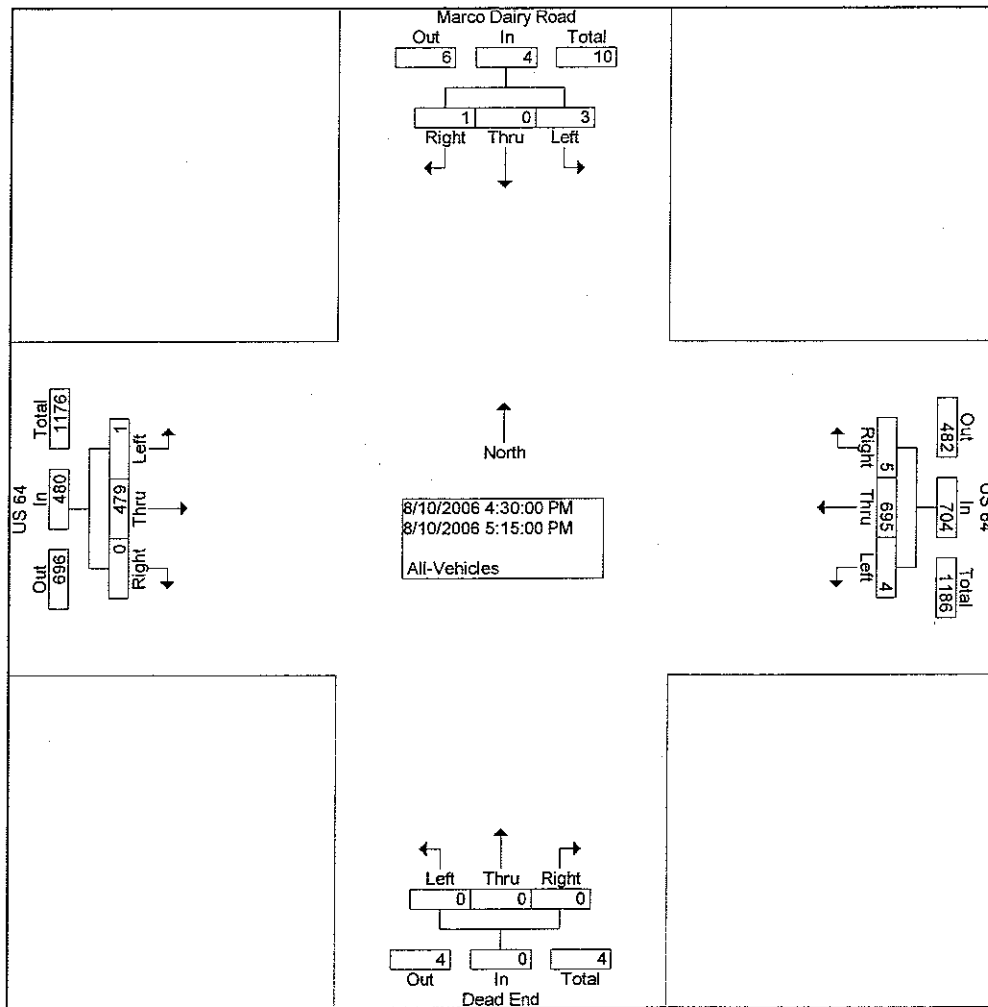 Marco Dairy Road
Out In Total
6 4 10
1 0 3
Right Thru Left
US 64
Total In Out
1176 480 696
1 479 0
Left Thru Right
North
8/10/2006 4:30:00 PM
8/10/2006 5:15:00 PM
All-Vehicles
Right Thru Left
5 695 4
Out In Total
482 704 1186
US 64
Left Thru Right
0 0 0
4 0 4
Out In Total
Dead End